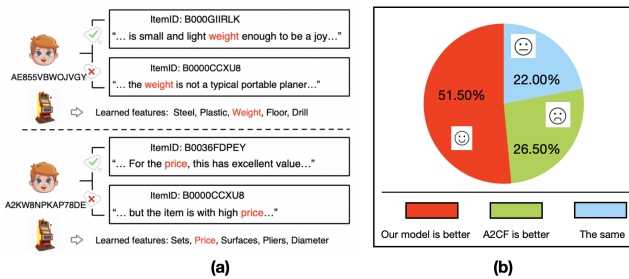 ItemID: B000GIIRLK
“… is small and light weight enough to be a joy…”
AE855VBWOJVGY
ItemID: B0000CCXU8
“… the weight is not a typical portable planer…”
Learned features: Steel, Plastic, Weight, Floor, Drill
ItemID: B0036FDPEY
“… For the price, this has excellent value…”
A2KW8NPKAP78DE
ItemID: B0000CCXU8
“… but the item is with high price…”
Learned features: Sets, Price, Surfaces, Pliers, Diameter
(a)
51.50%
22.00%
26.50%
Our model is better
A2CF is better
The same
(b)